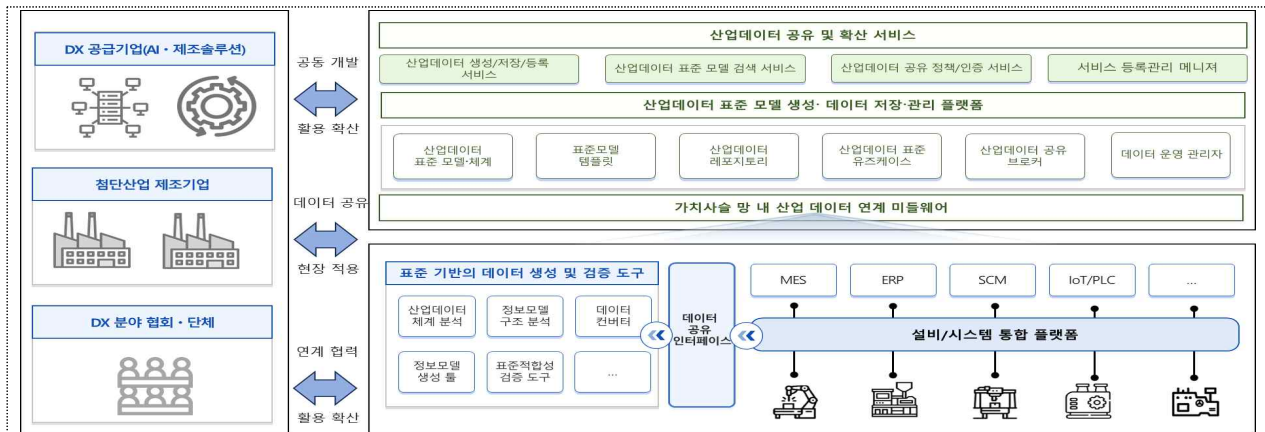 DX 공급기업(AI・제조솔루션)
첨단산업 제조기업
DX 분야 협회・단체
공동 개발
활용 확산
데이터 공유
현장 적용
연계 협력
활용 확산
산업데이터 공유 및 확산 서비스
산업데이터 생성/저장/등록
서비스
산업데이터 표준 모델 검색 서비스
산업데이터 공유 정책/인증 서비스
서비스 등록관리 메니져
산업데이터 표준 모델 생성· 데이터 저장·관리 플랫폼
산업데이터
표준 모델·체계
표준모델
템플릿
산업데이터
레포지토리
산업데이터 표준
유즈케이스
산업데이터 공유
브로커
데이터 운영 관리자
가치사슬 망 내 산업 데이터 연계 미들웨어
표준 기반의 데이터 생성 및 검증 도구
산업데이터
체계 분석
정보모델
구조 분석
데이터
컨버터
정보모델
생성 툴
표준적합성
검증 도구
...
데이터
공유
인터페이스
MES
ERP
SCM
IoT/PLC
...
설비/시스템 통합 플랫폼